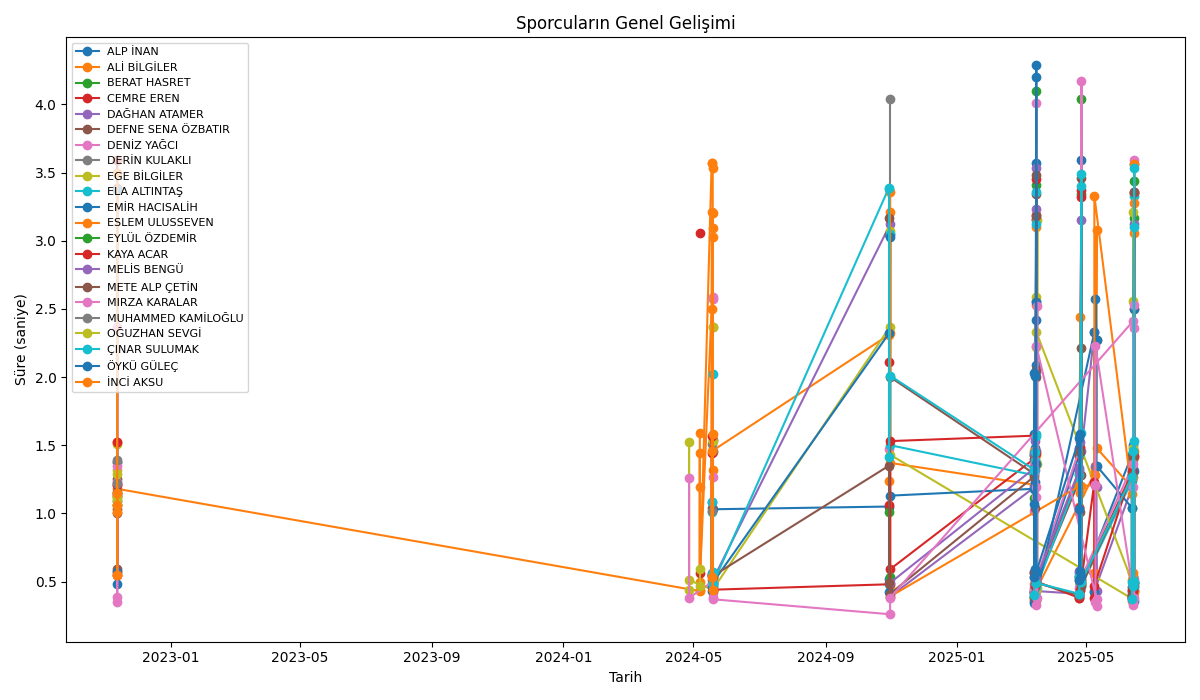 Sporcuların Genel Gelişimi
ALP İNAN
ALİ BİLGİLER
BERAT HASRET
CEMRE EREN
DAĞHAN ATAMER
DEFNE SENA ÖZBATIR
DENİZ YAĞCI
DERİN KULAKLI
EGE BİLGİLER
ELA ALTINTAŞ
EMİR HACISALİH
ESLEM ULUSSEVEN
EYLÜL ÖZDEMİR
KAYA ACAR
MELİS BENGÜ
METE ALP ÇETİN
MIRZA KARALAR
MUHAMMED KAMİLOĞLU
OĞUZHAN SEVGİ
ÇINAR SULUMAK
ÖYKÜ GÜLEÇ
İNCİ AKSU
Süre (saniye)
4.0
3.5
3.0
2.5
2.0
1.5
1.0
0.5
2023-01
2023-05
2023-09
2024-01
2024-05
2024-09
2025-01
2025-05
Tarih